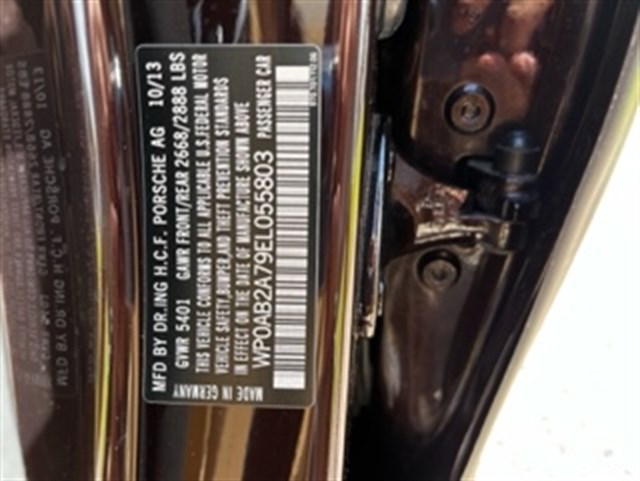 MFD BY DR.ING H.C.F. PORSCHE AG 10/13
GVWR 5401 GAWR FRONT/REAR 2668/2888 LBS
THIS VEHICLE CONFORMS TO ALL APPLICABLE U.S.FEDERAL MOTOR
VEHICLE SAFETY,BUMPER,AND THEFT PREVENTION STANDARDS
IN EFFECT ON THE DATE OF MANUFACTURE SHOWN ABOVE
WP0AB2A79EL055803 PASSENGER CAR
MADE IN GERMANY